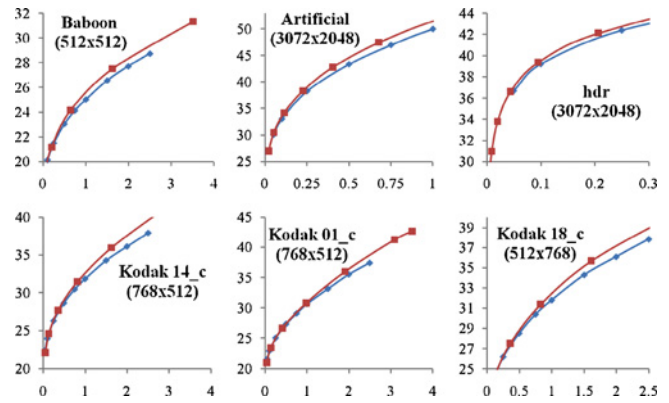 Baboon
(512x512)
32
30
28
26
24
22
20
0 1 2 3 4
Artificial
(3072x2048)
50
45
40
35
30
25
0 0.25 0.5 0.75 1
hdr
(3072x2048)
44
42
40
38
36
34
32
30
0 0.1 0.2 0.3
Kodak 14_c
(768x512)
40
35
30
25
20
0 1 2 3 4
Kodak 01_c
(768x512)
45
40
35
30
25
20
0 1 2 3 4
Kodak 18_c
(512x768)
39
37
35
33
31
29
27
25
0 0.5 1 1.5 2 2.5